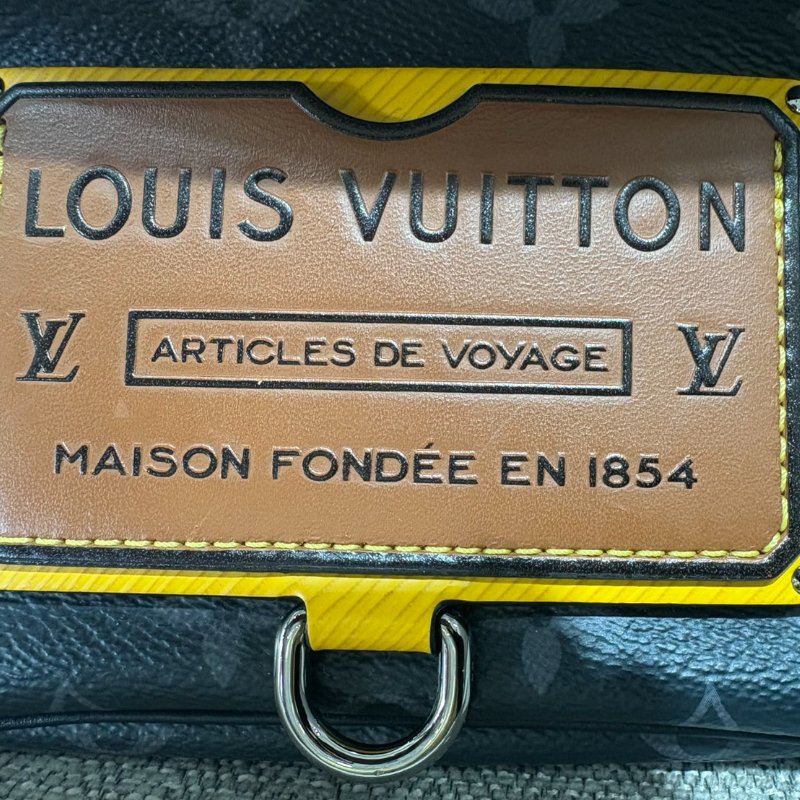 LOUIS VUITTON
LV ARTICLES DE VOYAGE LV
MAISON FONDÉE EN 1854